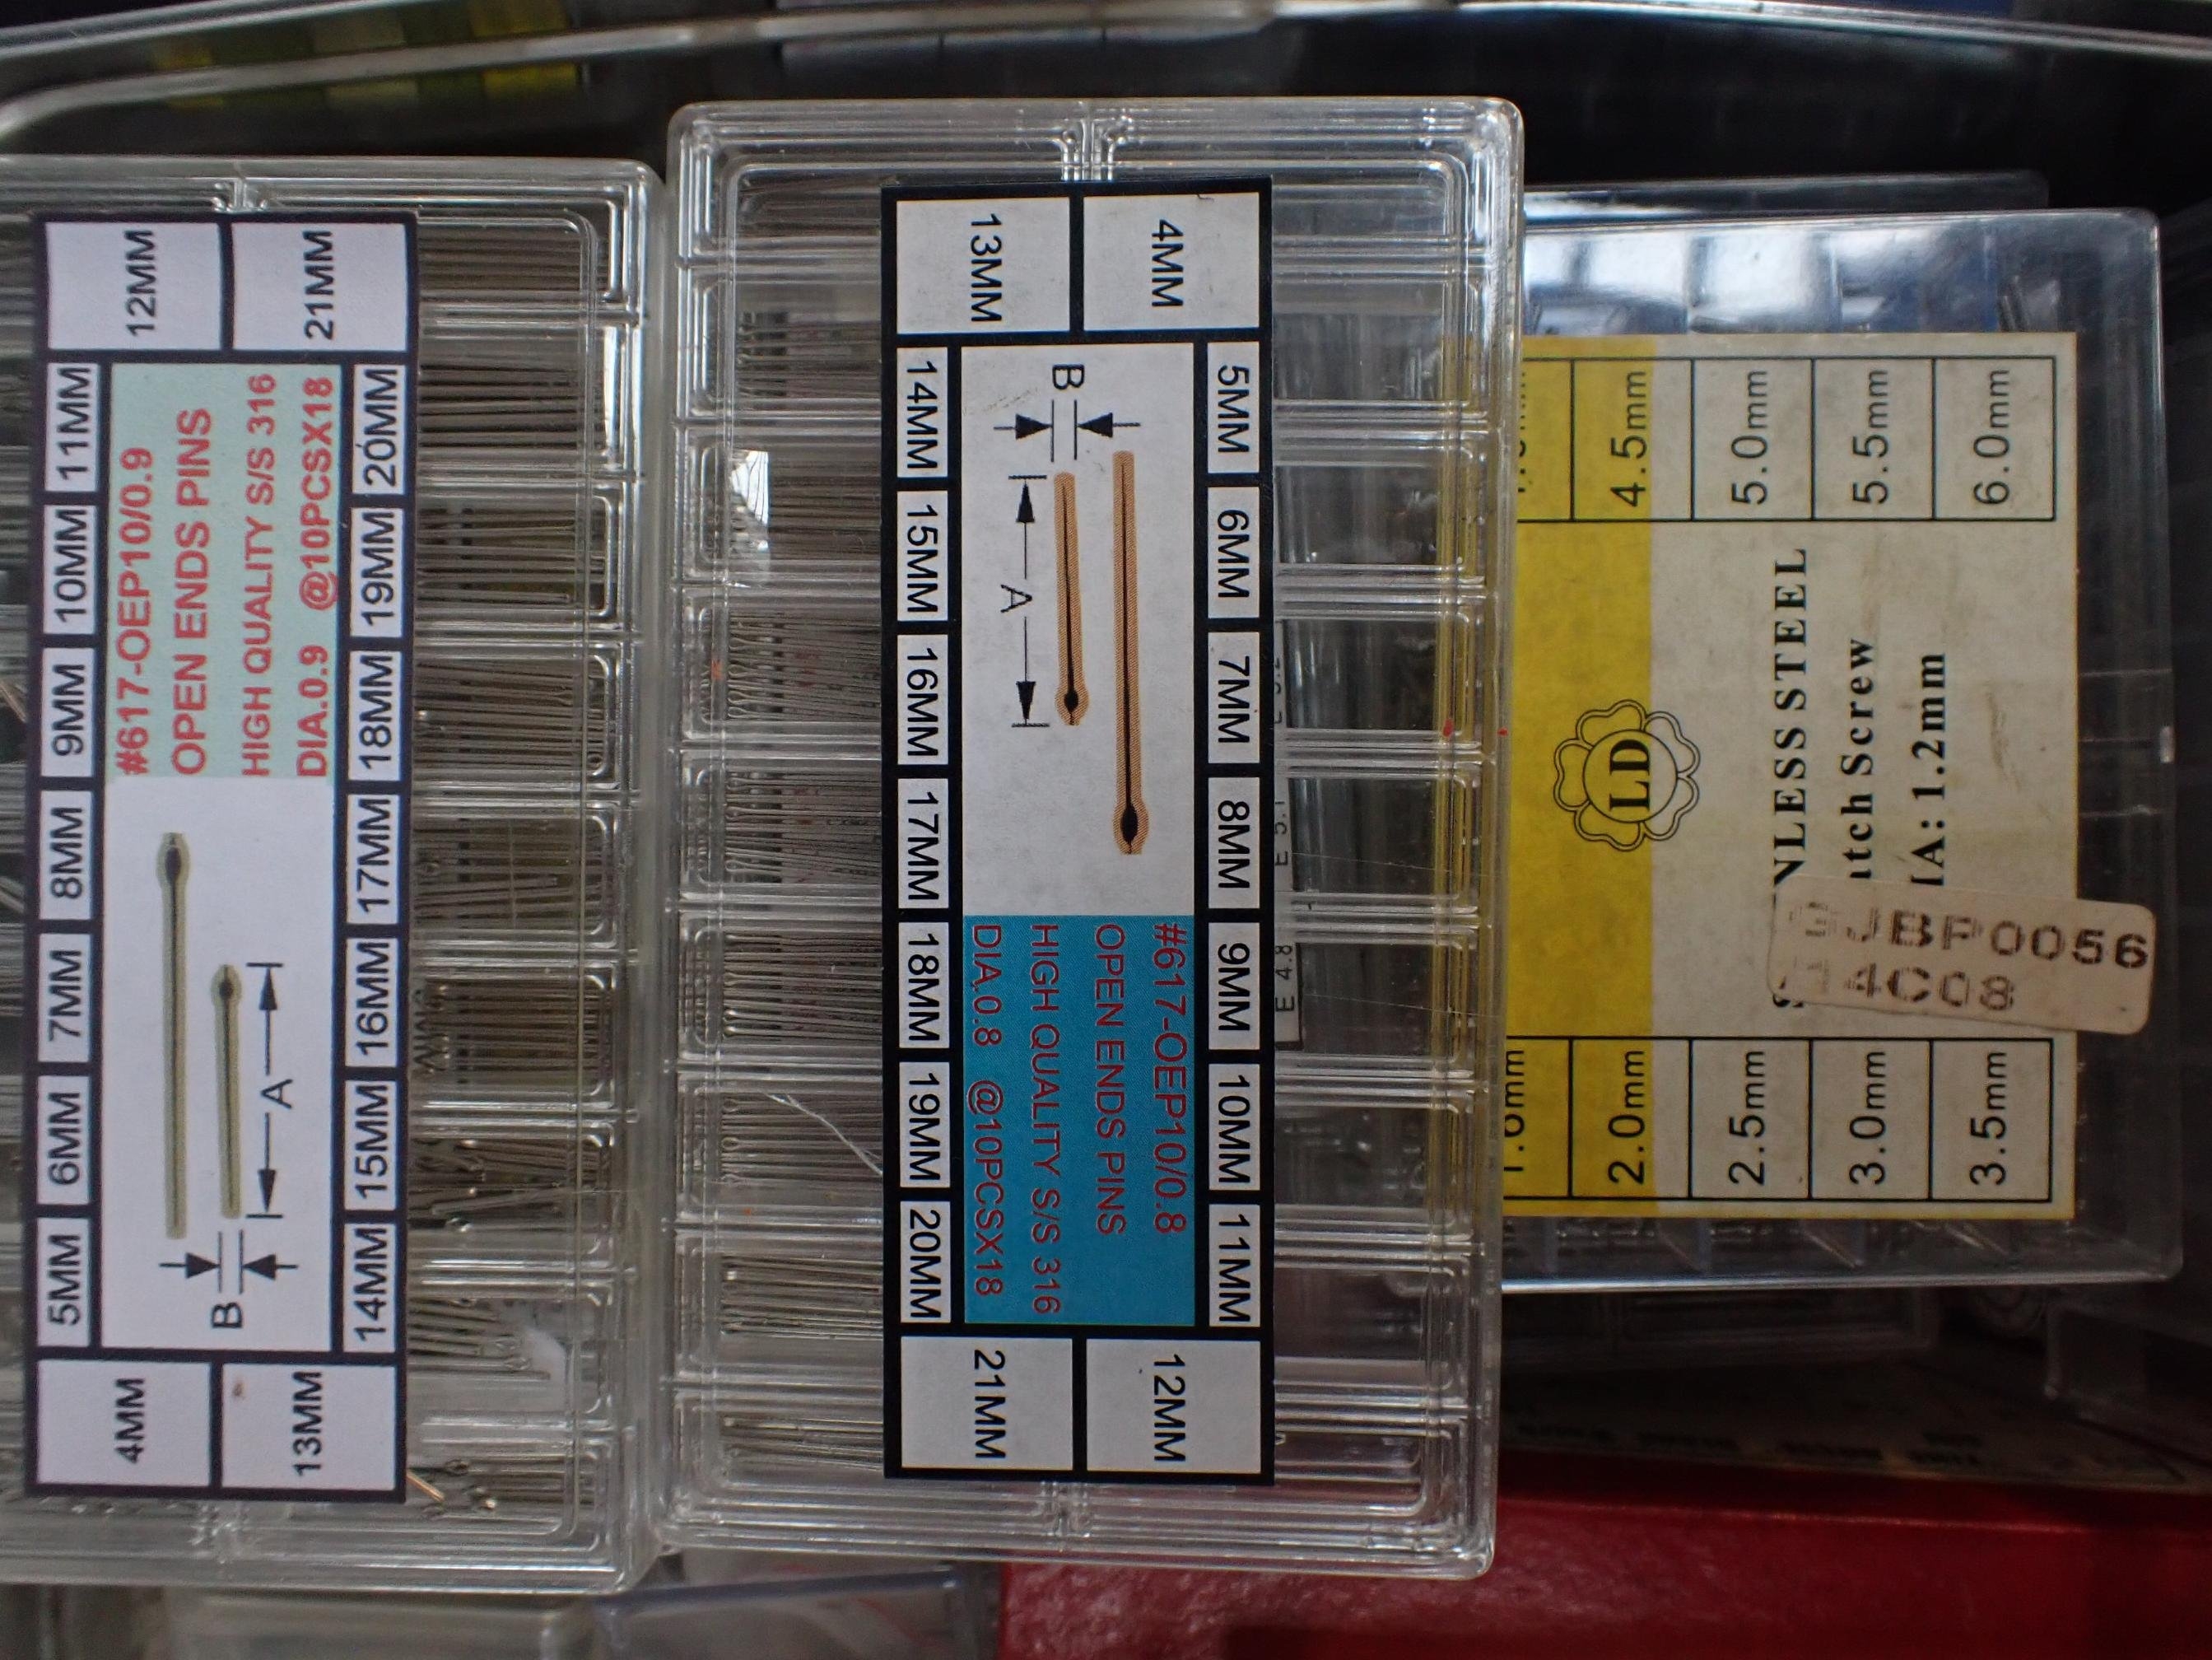 12MM
21MM
11MM
10MM
9MM
8MM
7MM
6MM
5MM
#617-OEP10/0.9
OPEN ENDS PINS
HIGH QUALITY S/S 316
DIA.0.9 @10PCSX18
A
B
20MM
19MM
18MM
17MM
16MM
15MM
14MM
4MM
13MM
4MM
13MM
5MM
6MM
7MM
8MM
9MM
10MM
11MM
B
A
#617-OEP10/0.8
OPEN ENDS PINS
HIGH QUALITY S/S 316
DIA.0.8 @10PCSX18
14MM
15MM
16MM
17MM
18MM
19MM
20MM
12MM
21MM
E 4.8
4.5mm
5.0mm
5.5mm
6.0mm
LD
NLESS STEEL
tch Screw
A: 1.2mm
JBP0056
4C08
2.0mm
2.5mm
3.0mm
3.5mm